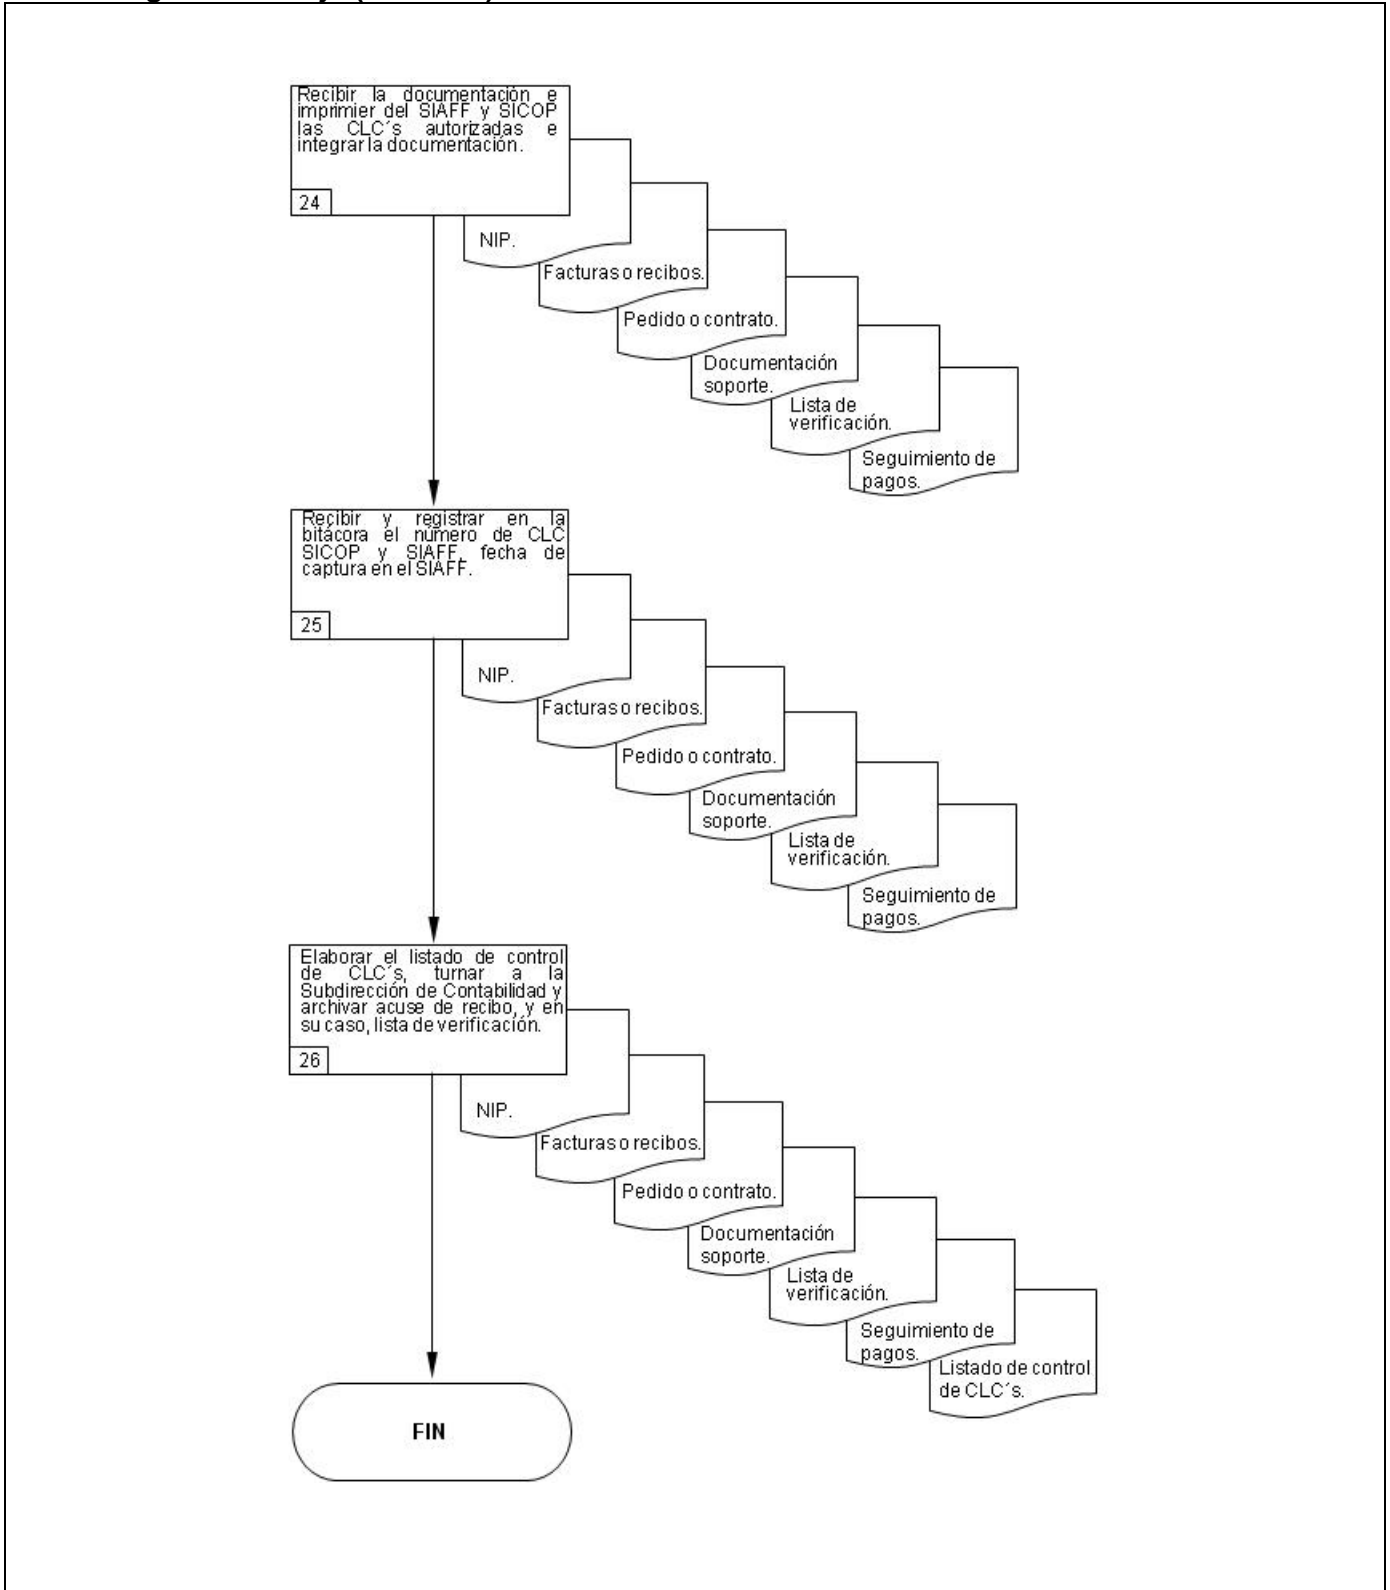 Recibir la documentación e
imprimier del SIAFF y SICOP
las CLC´s autorizadas e
integrar la documentación.
24
NIP.
Facturas o recibos.
Pedido o contrato.
Documentación
soporte.
Lista de
verificación.
Seguimiento de
pagos.
Recibir y registrar en la
bitácora el número de CLC
SICOP y SIAFF, fecha de
captura en el SIAFF.
25
NIP.
Facturas o recibos.
Pedido o contrato.
Documentación
soporte.
Lista de
verificación.
Seguimiento de
pagos.
Elaborar el listado de control
de CLC´s, turnar a la
Subdirección de Contabilidad y
archivar acuse de recibo, y en
su caso, lista de verificación.
26
NIP.
Facturas o recibos.
Pedido o contrato.
Documentación
soporte.
Lista de
verificación.
Seguimiento de
pagos.
Listado de control
de CLC´s.
FIN